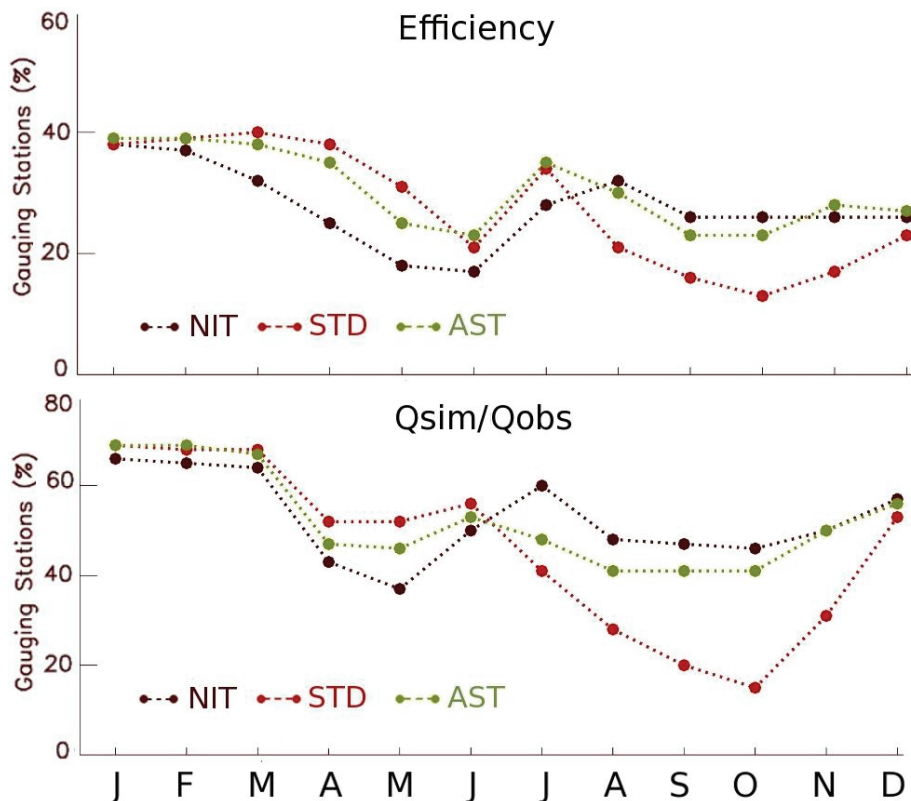 Efficiency
60
40
20
0
Gauging Stations (%)
NIT STD AST
Qsim/Qobs
80
60
40
20
0
Gauging Stations (%)
NIT STD AST
J F M A M J J A S O N D